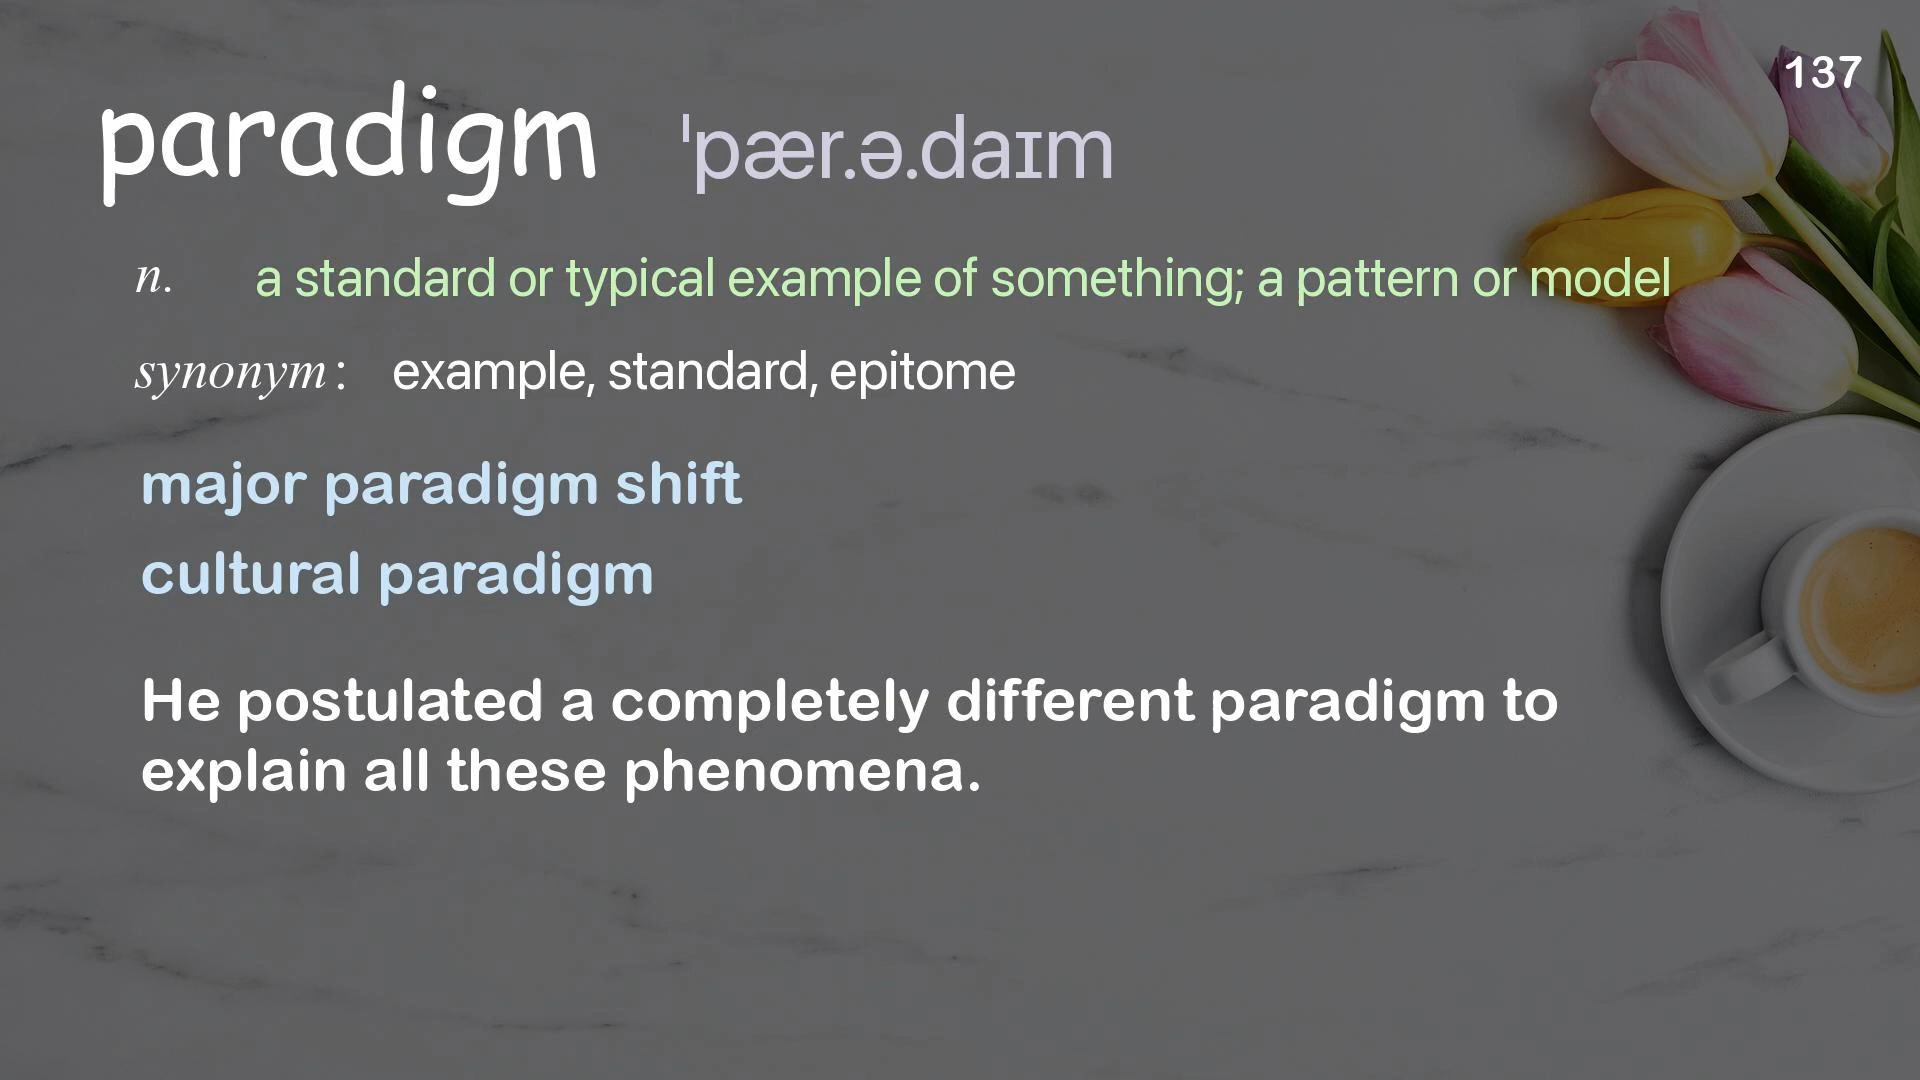 137
paradigm ˈpær.ə.daɪm
n. a standard or typical example of something; a pattern or model
synonym: example, standard, epitome
major paradigm shift
cultural paradigm
He postulated a completely different paradigm to
explain all these phenomena.